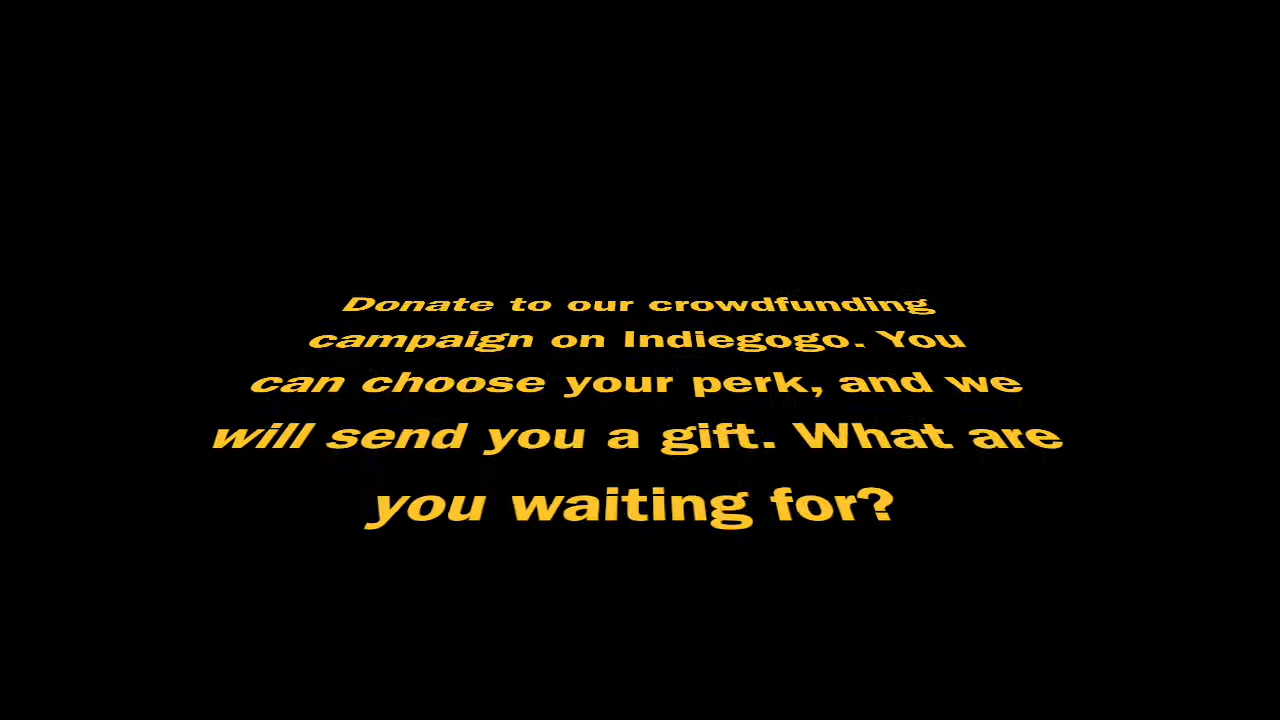 Donate to our crowdfunding
campaign on Indiegogo. You
can choose your perk, and we
will send you a gift. What are
you waiting for?